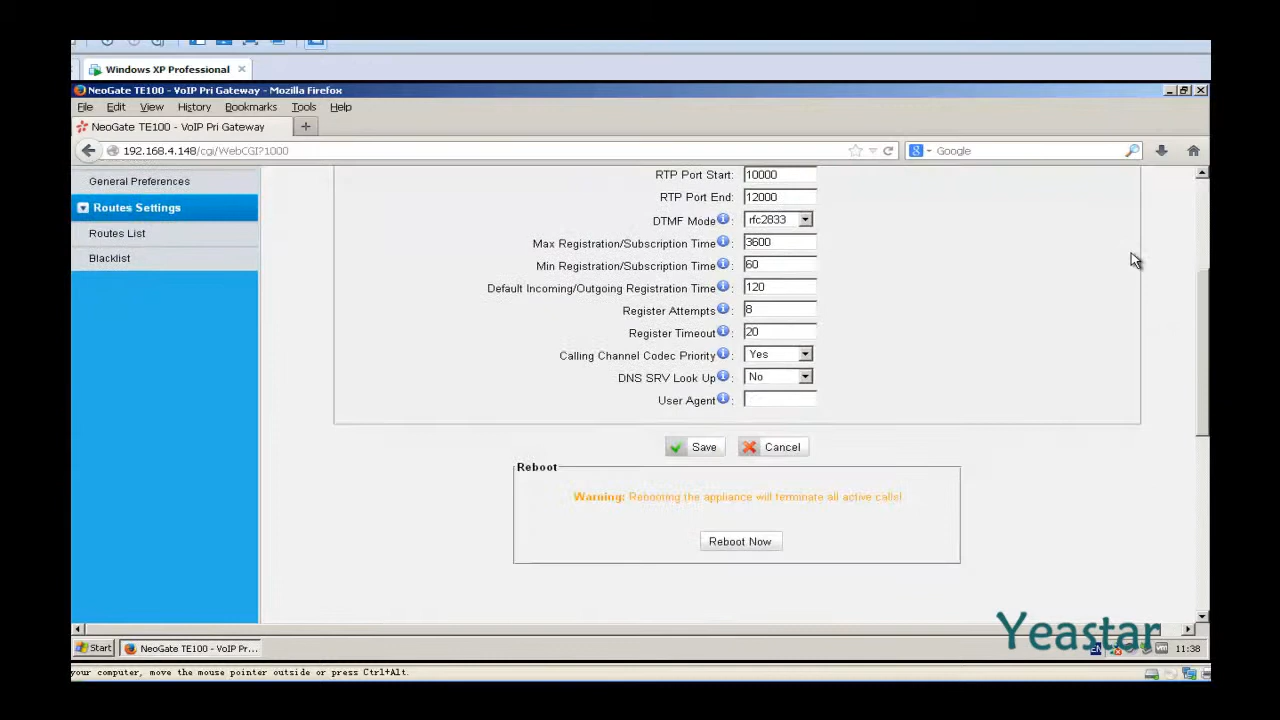 Windows XP Professional
NeoGate TE100 - VoIP Pri Gateway - Mozilla Firefox
File Edit View History Bookmarks Tools Help
NeoGate TE100 - VoIP Pri Gateway
192.168.4.148/cgi/WebCGI?1000
Google
General Preferences
Routes Settings
Routes List
Blacklist
RTP Port Start: 10000
RTP Port End: 12000
DTMF Mode : rfc2833
Max Registration/Subscription Time : 3600
Min Registration/Subscription Time : 60
Default Incoming/Outgoing Registration Time : 120
Register Attempts : 8
Register Timeout : 20
Calling Channel Codec Priority : Yes
DNS SRV Look Up : No
User Agent :
Save Cancel
Reboot
Warning: Rebooting the appliance will terminate all active calls!
Reboot Now
Yeastar
Start NeoGate TE100 - VoIP Pr... EN 11:38
your computer, move the mouse pointer outside or press Ctrl+Alt.